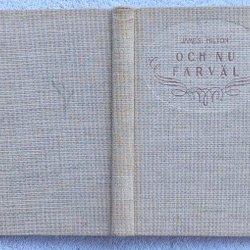 JAMES HILTON
OCH NU
FARVÄL